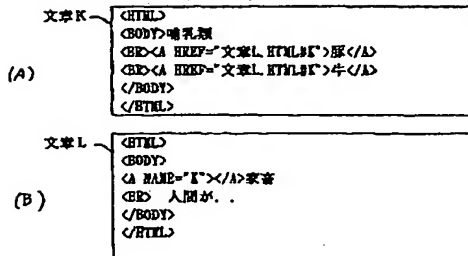 文章K
<HTML>
<BODY>哺乳類
<BR><A HREF="文章L.HTML#K">豚</A>
<BR><A HREF="文章L.HTML#K">牛</A>
</BODY>
</HTML>
(A)
文章L
<HTML>
<BODY>
<A NAME="K"></A>家畜
<BR> 人間が..
</BODY>
</HTML>
(B)